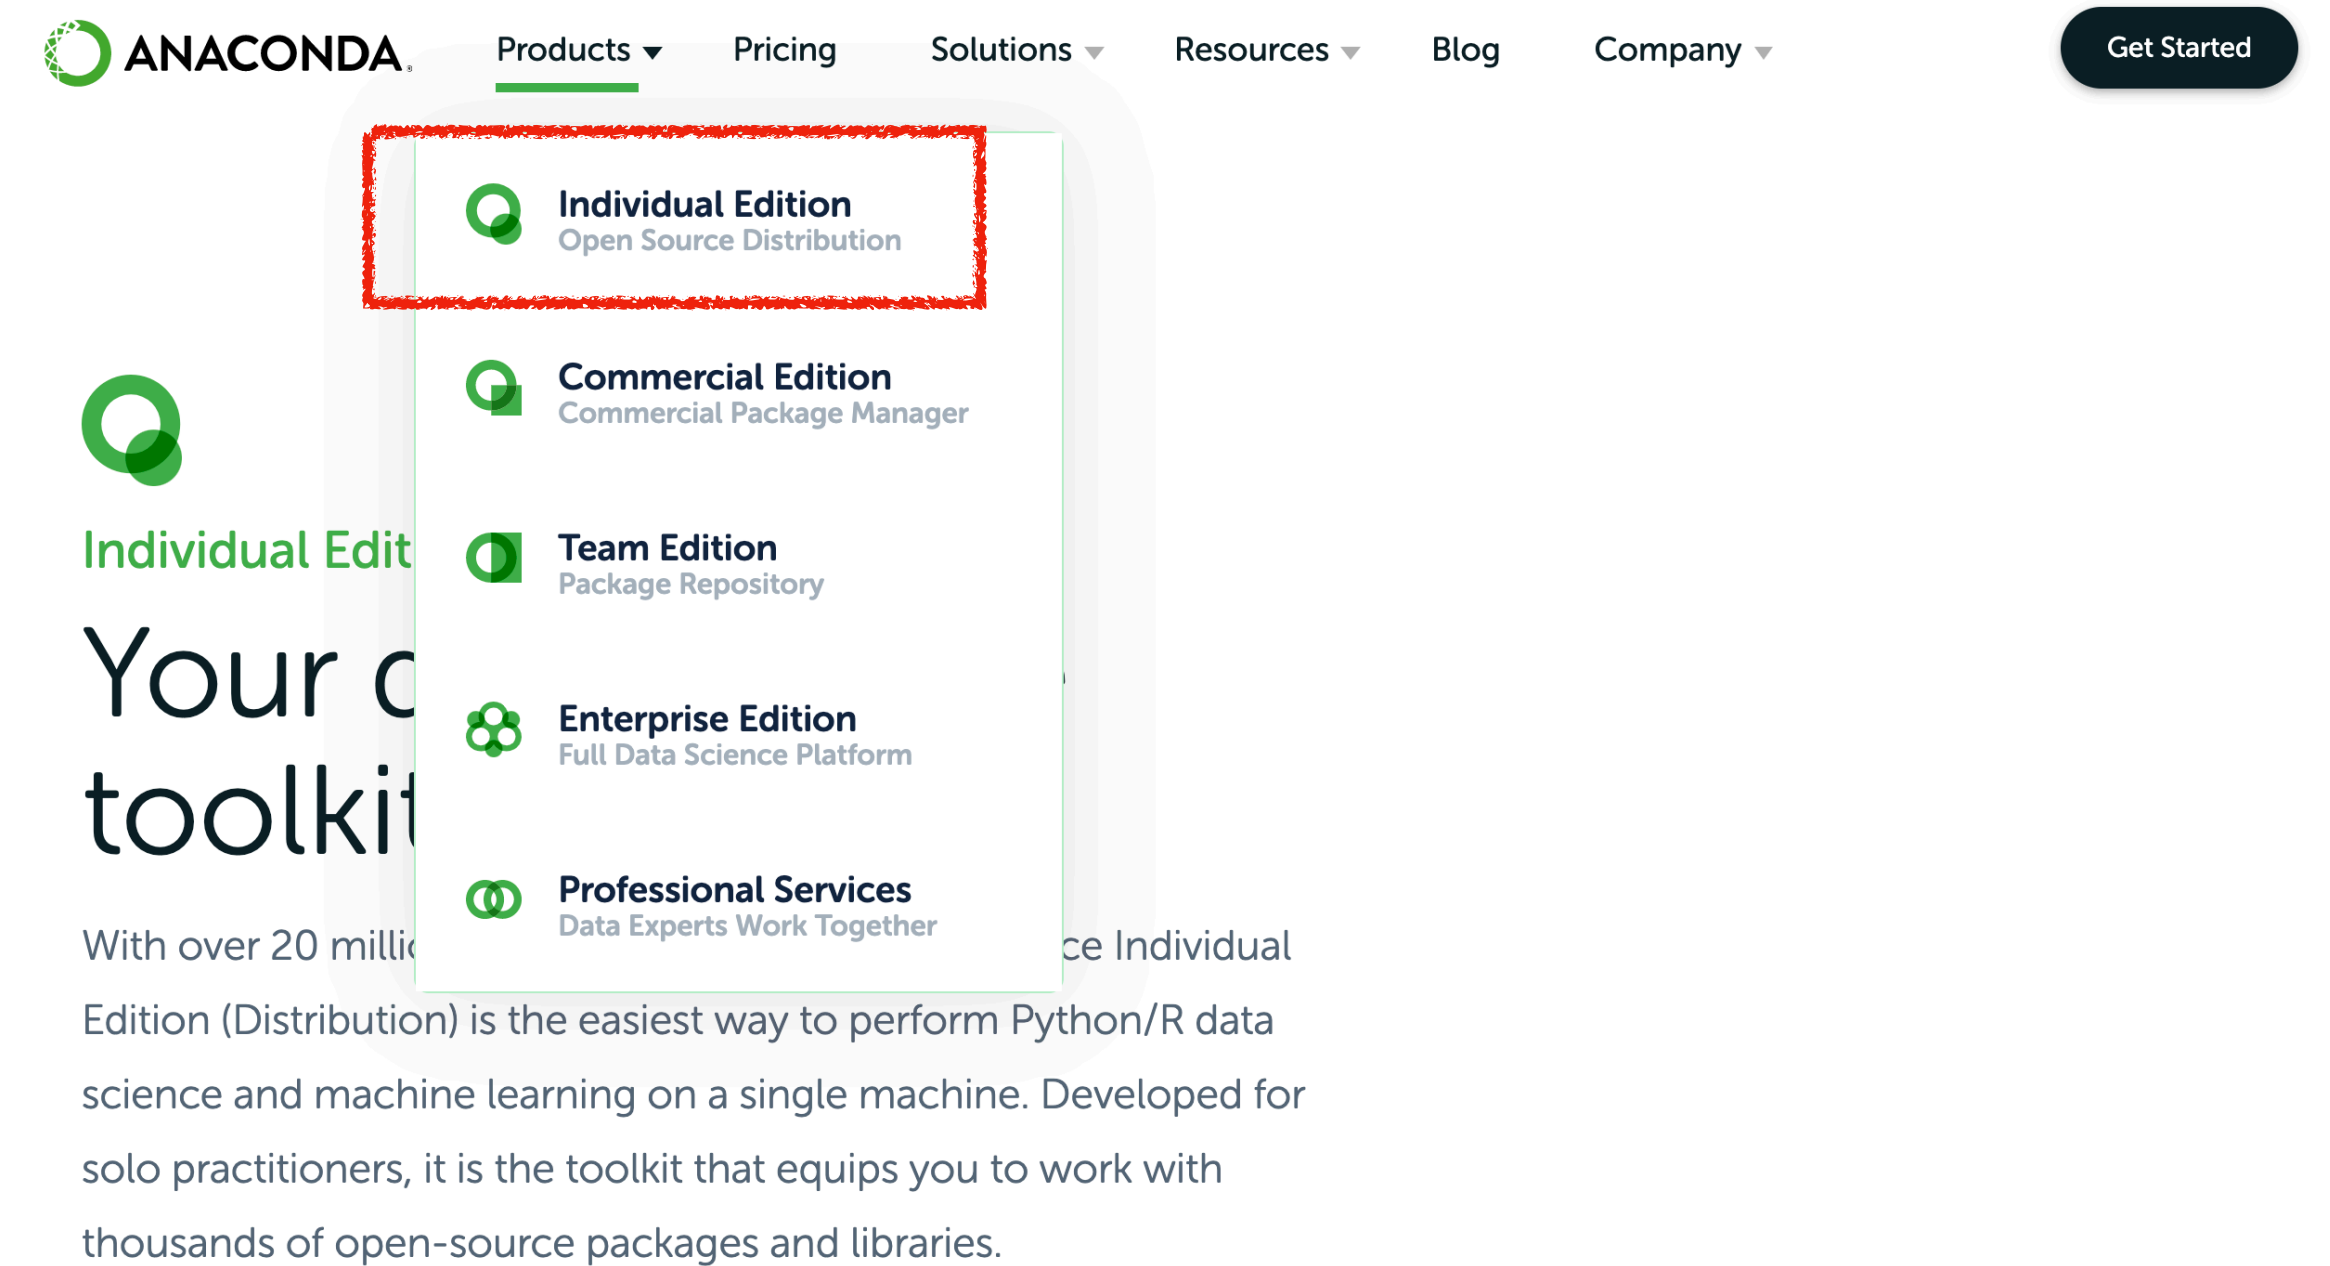 ANACONDA
Products Pricing Solutions Resources Blog Company Get Started
Individual Edition
Open Source Distribution
Commercial Edition
Commercial Package Manager
Team Edition
Package Repository
Enterprise Edition
Full Data Science Platform
Professional Services
Data Experts Work Together
Individual Edit
Your
toolkit
With over 20 ce Individual
Edition (Distribution) is the easiest way to perform Python/R data
science and machine learning on a single machine. Developed for
solo practitioners, it is the toolkit that equips you to work with
thousands of open-source packages and libraries.